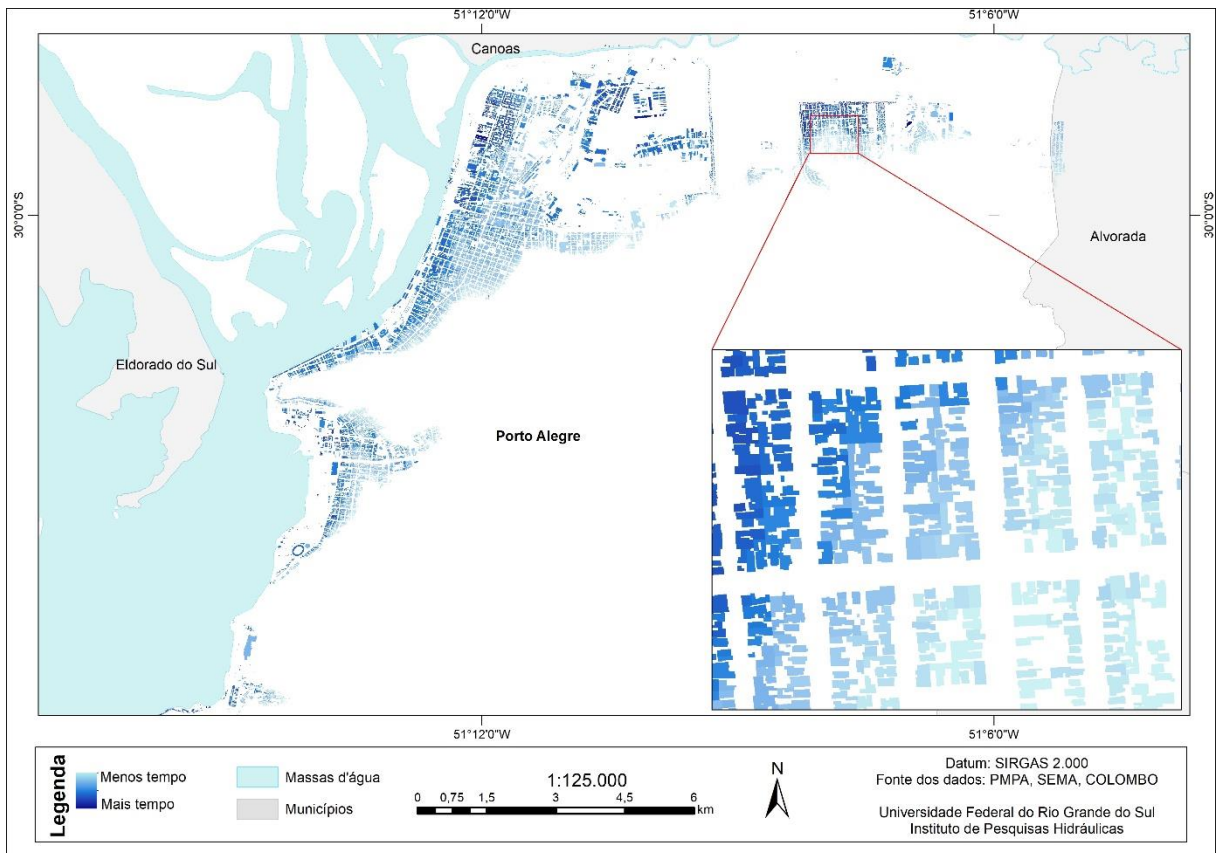 51°12'0"W
51°6'0"W
Canoas
30°0'0"S
30°0'0"S
Alvorada
Eldorado do Sul
Porto Alegre
51°12'0"W
51°6'0"W
Legenda
Menos tempo
Mais tempo
Massas d'água
Municípios
1:125.000
0 0,75 1,5 3 4,5 6
km
N
Datum: SIRGAS 2.000
Fonte dos dados: PMPA, SEMA, COLOMBO
Universidade Federal do Rio Grande do Sul
Instituto de Pesquisas Hidráulicas